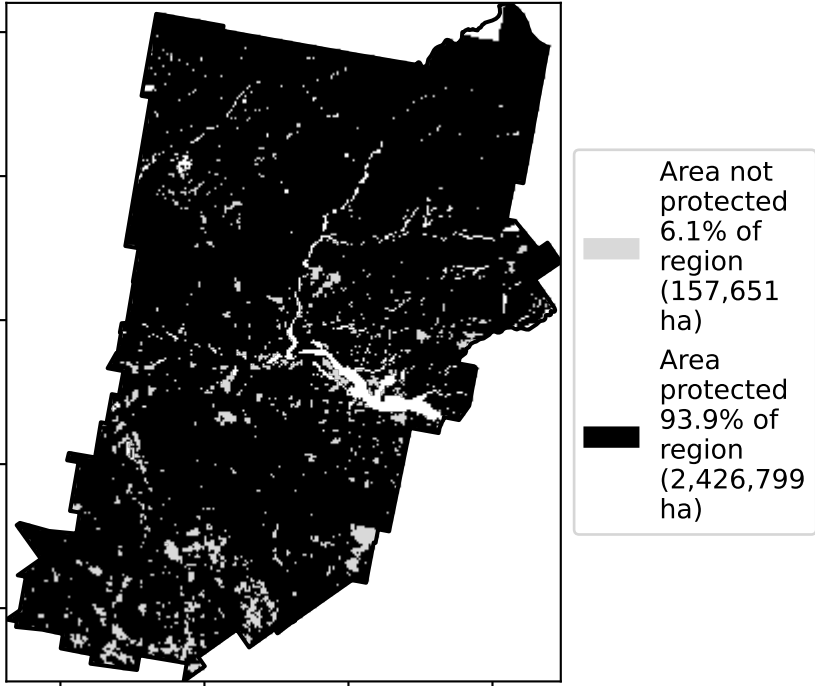 Area not
protected
6.1% of
region
(157,651
ha)
Area
protected
93.9% of
region
(2,426,799
ha)